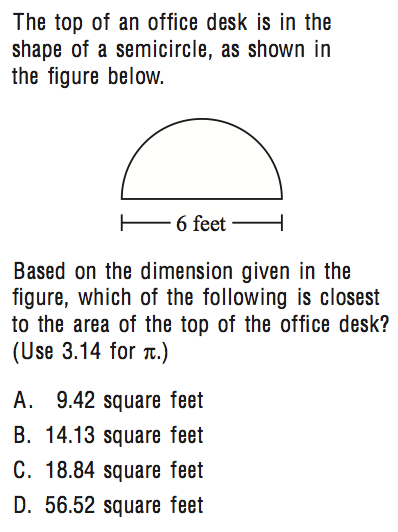 The top of an office desk is in the
shape of a semicircle, as shown in
the figure below.
6 feet
Based on the dimension given in the
figure, which of the following is closest
to the area of the top of the office desk?
(Use 3.14 for π.)
A. 9.42 square feet
B. 14.13 square feet
C. 18.84 square feet
D. 56.52 square feet